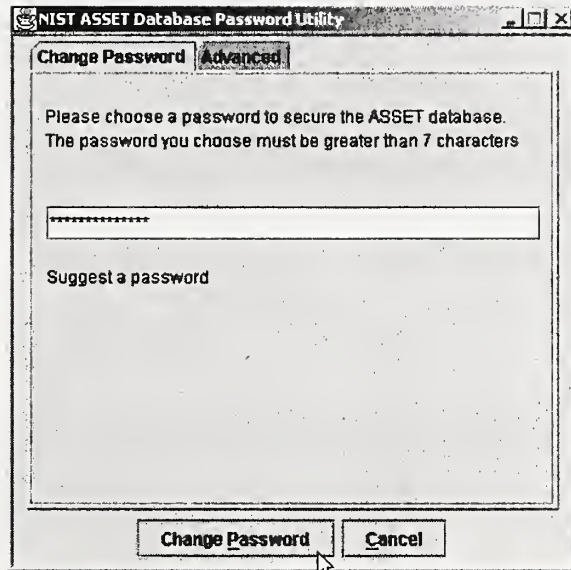 NIST ASSET Database Password Utility
Change Password
Advanced
Please choose a password to secure the ASSET database.
The password you choose must be greater than 7 characters
**************
Suggest a password
Change Password
Cancel